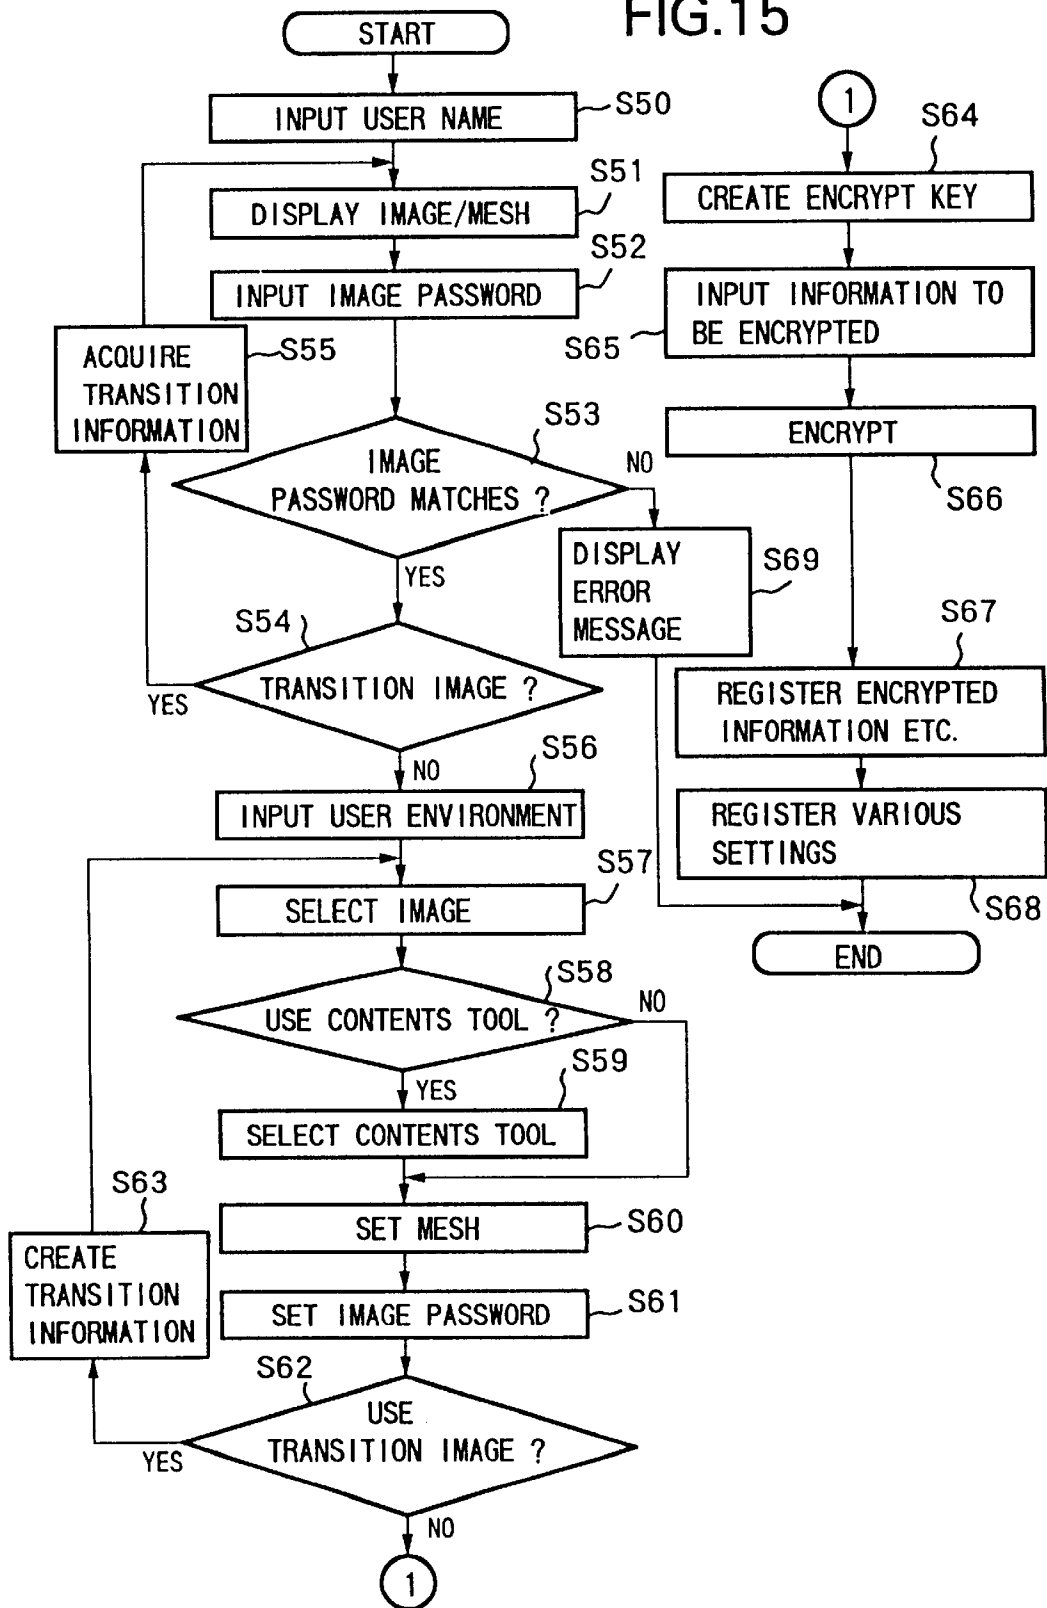 FIG.15
START
INPUT USER NAME
S50
DISPLAY IMAGE/MESH
S51
INPUT IMAGE PASSWORD
S52
ACQUIRE
TRANSITION
INFORMATION
S55
IMAGE
PASSWORD MATCHES ?
S53
NO
YES
DISPLAY
ERROR
MESSAGE
S69
S54
TRANSITION IMAGE ?
YES
NO
INPUT USER ENVIRONMENT
S56
SELECT IMAGE
S57
USE CONTENTS TOOL ?
S58
NO
YES
SELECT CONTENTS TOOL
S59
SET MESH
S60
SET IMAGE PASSWORD
S61
S63
CREATE
TRANSITION
INFORMATION
S62
USE
TRANSITION IMAGE ?
YES
NO
1
1
S64
CREATE ENCRYPT KEY
INPUT INFORMATION TO
BE ENCRYPTED
S65
ENCRYPT
S66
S67
REGISTER ENCRYPTED
INFORMATION ETC.
REGISTER VARIOUS
SETTINGS
S68
END